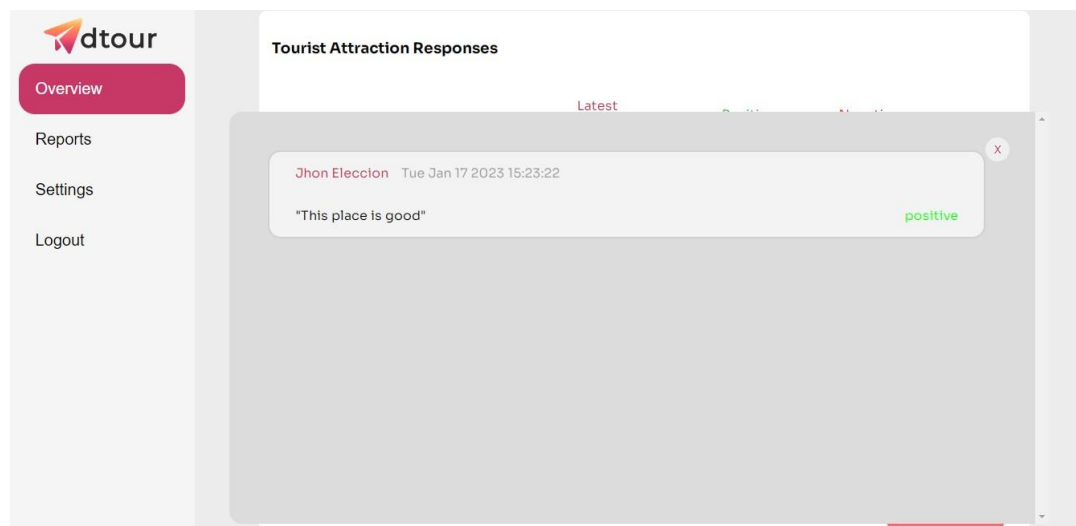 dtour
Overview
Reports
Settings
Logout
Tourist Attraction Responses
Latest
X
Jhon Eleccion Tue Jan 17 2023 15:23:22
"This place is good" positive